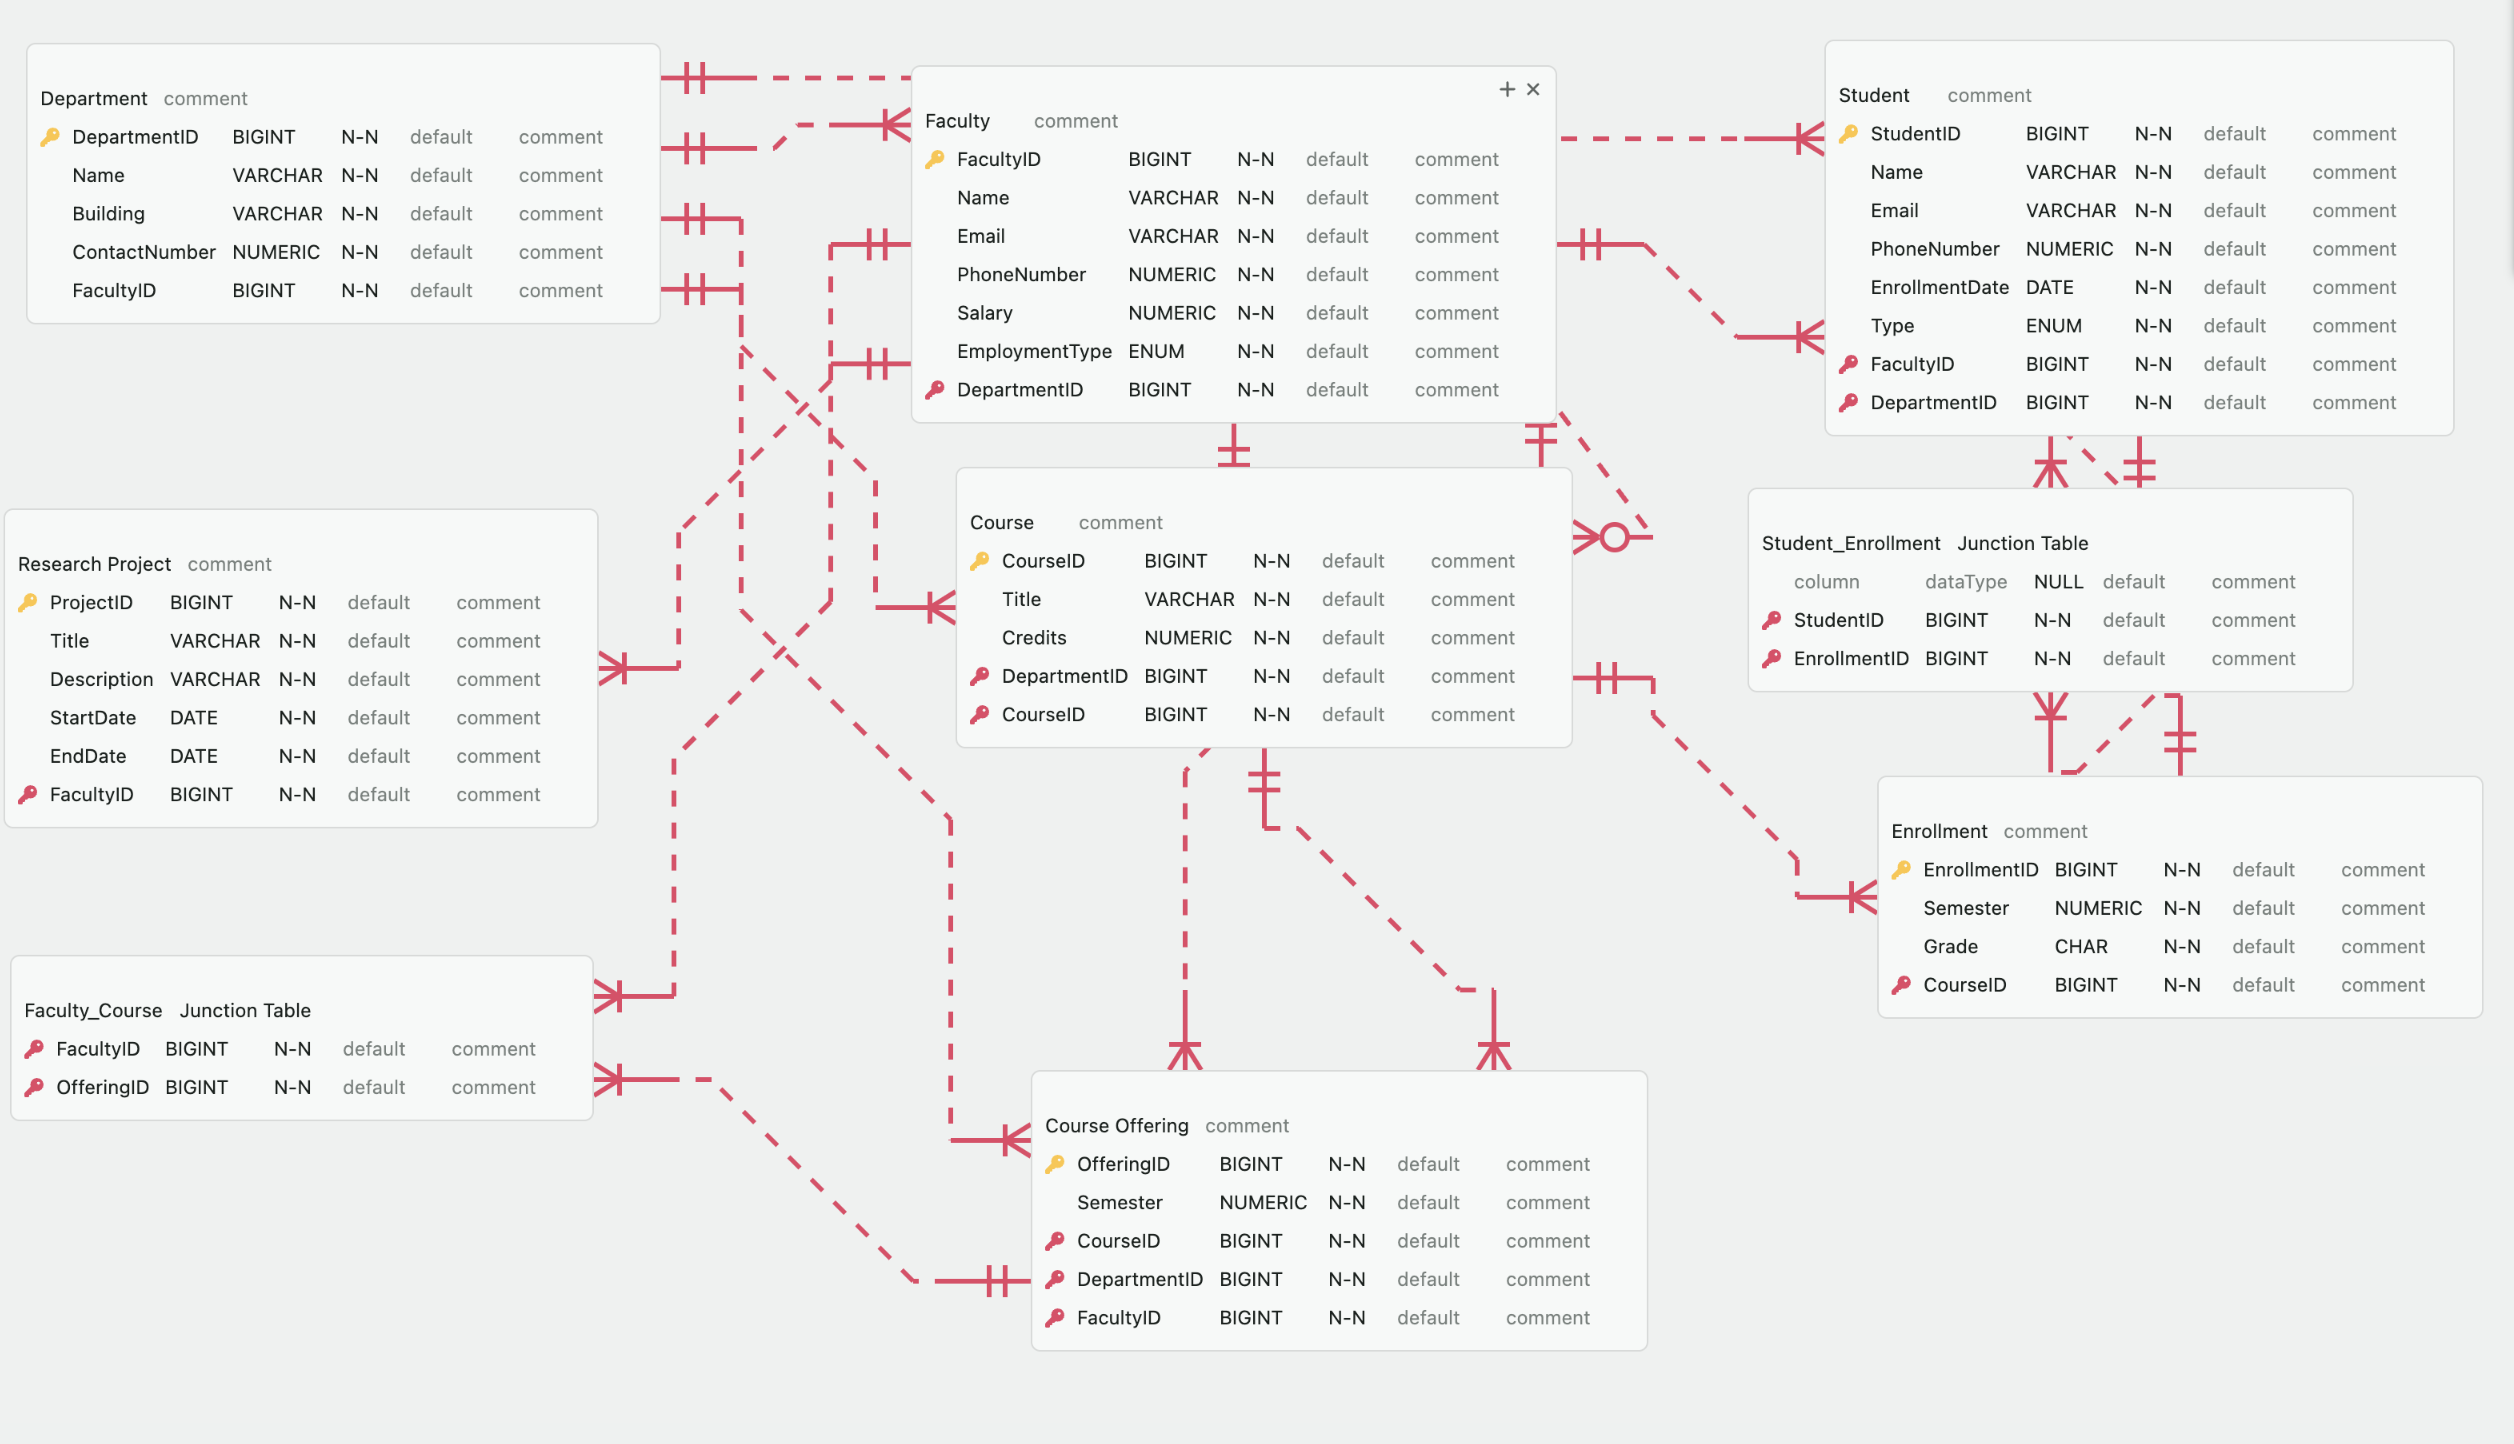 Department comment
DepartmentID BIGINT N-N default comment
Name VARCHAR N-N default comment
Building VARCHAR N-N default comment
ContactNumber NUMERIC N-N default comment
FacultyID BIGINT N-N default comment
Faculty comment
FacultyID BIGINT N-N default comment
Name VARCHAR N-N default comment
Email VARCHAR N-N default comment
PhoneNumber NUMERIC N-N default comment
Salary NUMERIC N-N default comment
EmploymentType ENUM N-N default comment
DepartmentID BIGINT N-N default comment
Student comment
StudentID BIGINT N-N default comment
Name VARCHAR N-N default comment
Email VARCHAR N-N default comment
PhoneNumber NUMERIC N-N default comment
EnrollmentDate DATE N-N default comment
Type ENUM N-N default comment
FacultyID BIGINT N-N default comment
DepartmentID BIGINT N-N default comment
Research Project comment
ProjectID BIGINT N-N default comment
Title VARCHAR N-N default comment
Description VARCHAR N-N default comment
StartDate DATE N-N default comment
EndDate DATE N-N default comment
FacultyID BIGINT N-N default comment
Course comment
CourseID BIGINT N-N default comment
Title VARCHAR N-N default comment
Credits NUMERIC N-N default comment
DepartmentID BIGINT N-N default comment
CourseID BIGINT N-N default comment
Student_Enrollment Junction Table
column dataType NULL default comment
StudentID BIGINT N-N default comment
EnrollmentID BIGINT N-N default comment
Enrollment comment
EnrollmentID BIGINT N-N default comment
Semester NUMERIC N-N default comment
Grade CHAR N-N default comment
CourseID BIGINT N-N default comment
Faculty_Course Junction Table
FacultyID BIGINT N-N default comment
OfferingID BIGINT N-N default comment
Course Offering comment
OfferingID BIGINT N-N default comment
Semester NUMERIC N-N default comment
CourseID BIGINT N-N default comment
DepartmentID BIGINT N-N default comment
FacultyID BIGINT N-N default comment